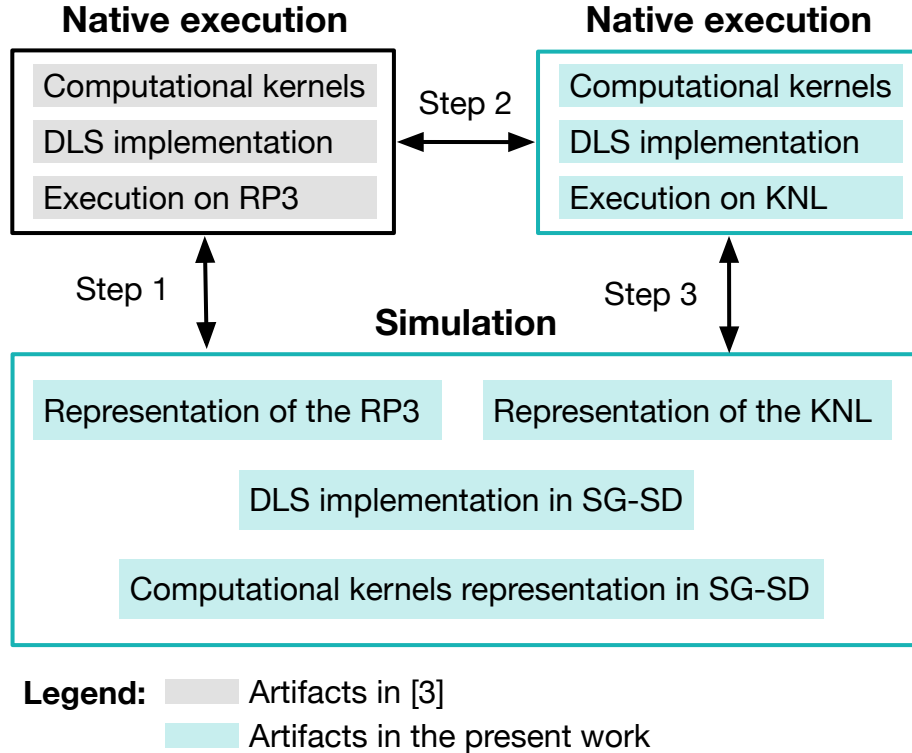 Native execution
Native execution
Computational kernels
DLS implementation
Execution on RP3
Step 2
Computational kernels
DLS implementation
Execution on KNL
Step 1
Step 3
Simulation
Representation of the RP3
Representation of the KNL
DLS implementation in SG-SD
Computational kernels representation in SG-SD
Legend:
Artifacts in [3]
Artifacts in the present work